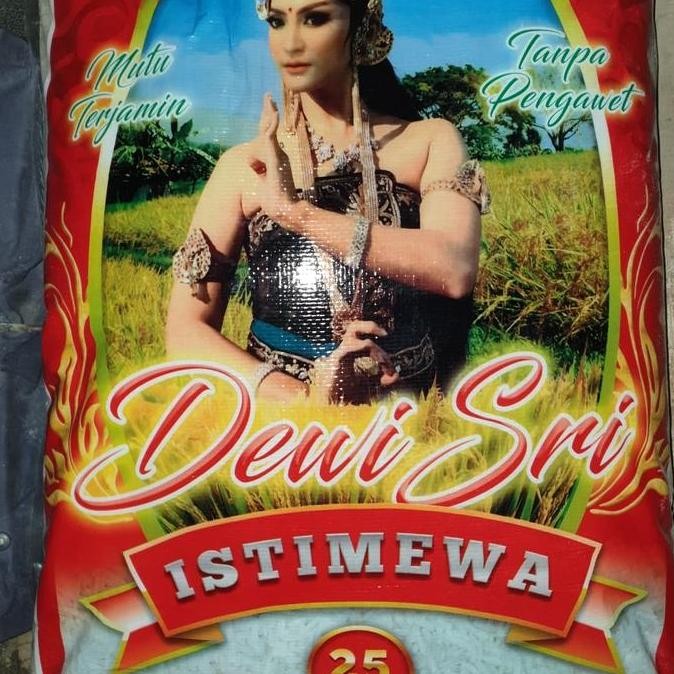 Mutu
Terjamin
Tanpa
Pengawet
Dewi Sri
ISTIMEWA
25